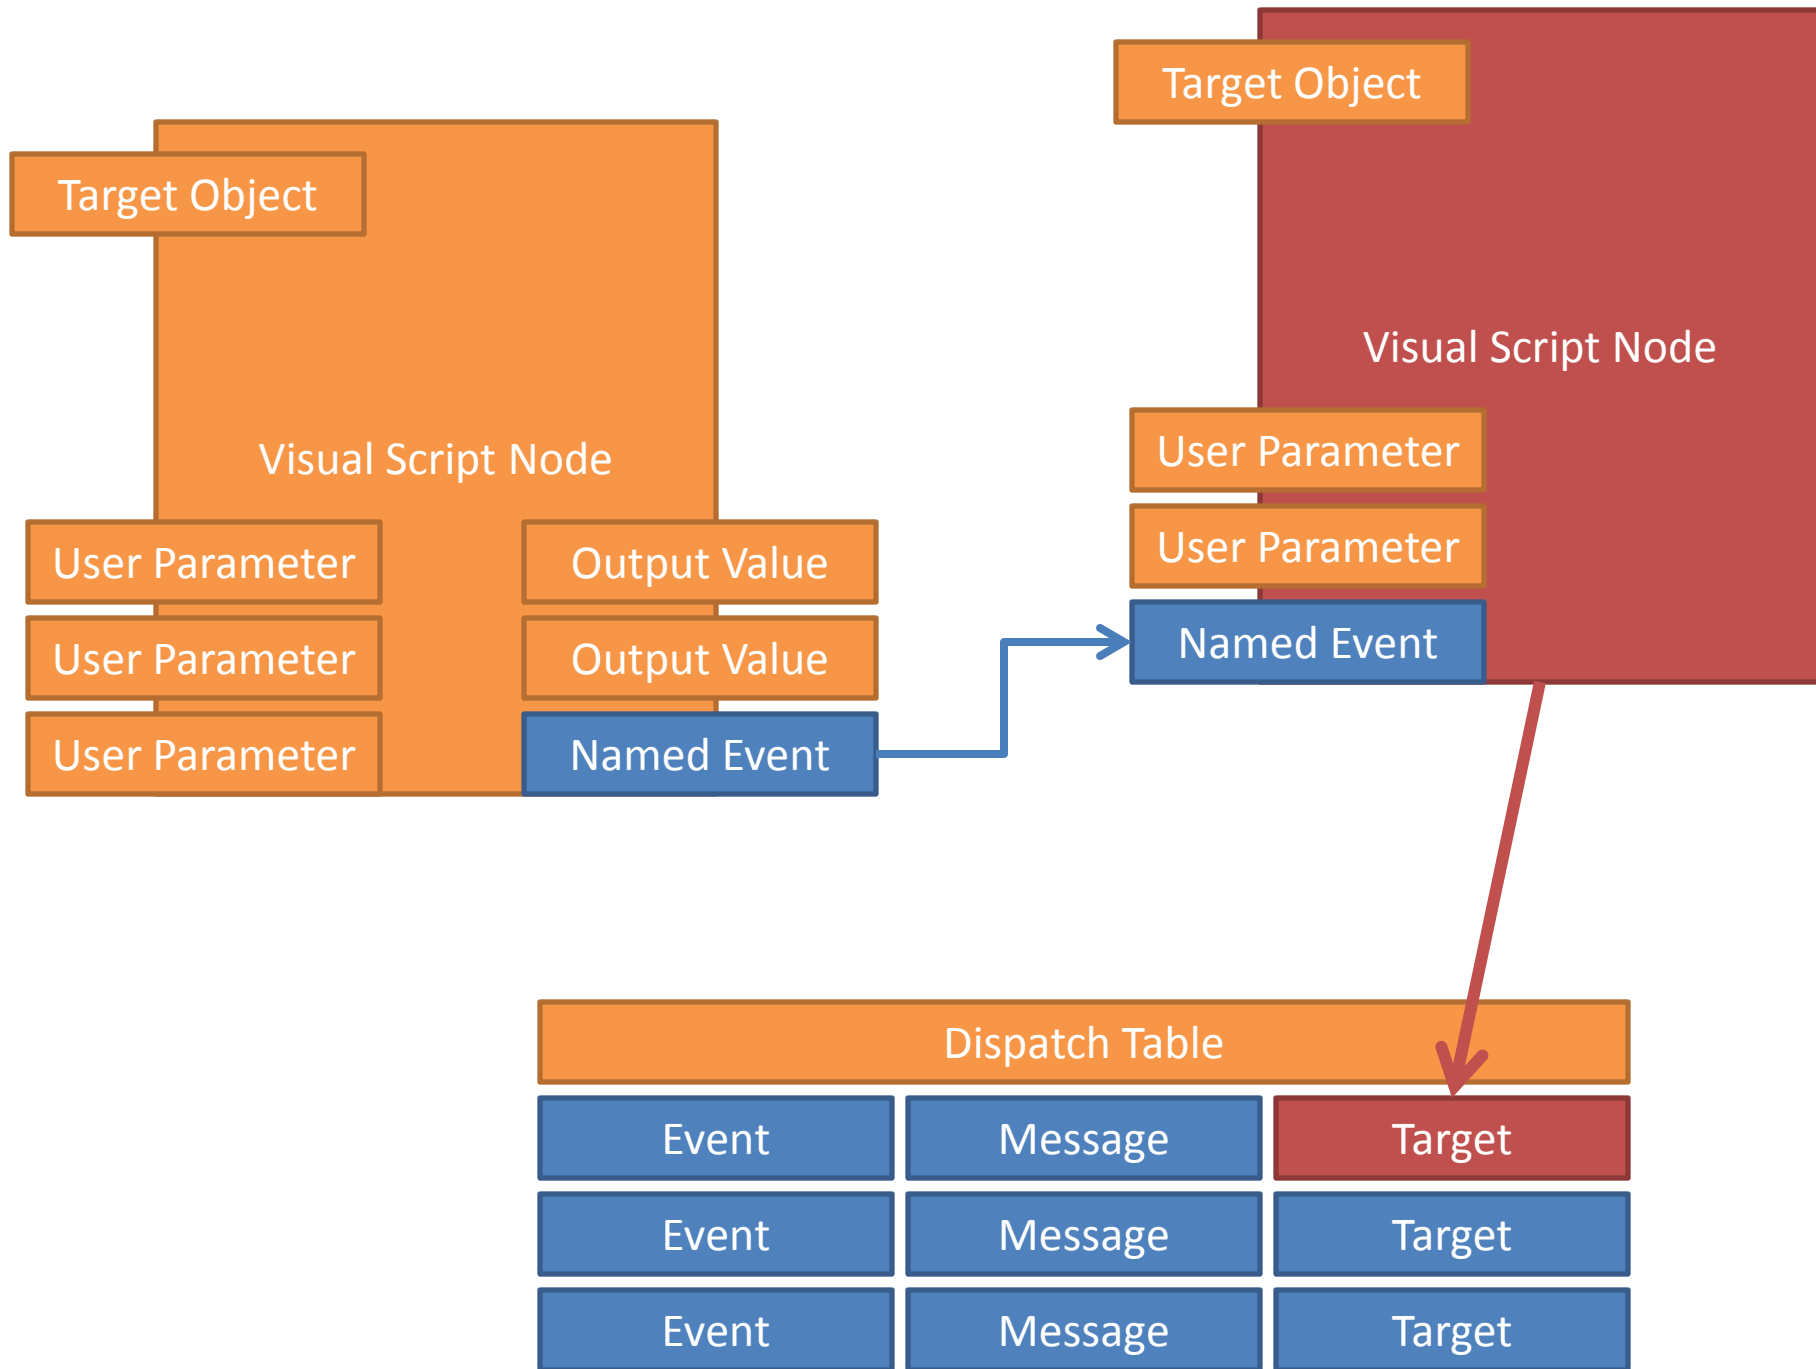 Target Object
Visual Script Node
User Parameter
User Parameter
User Parameter
Output Value
Output Value
Named Event
Target Object
Visual Script Node
User Parameter
User Parameter
Named Event
Dispatch Table
Event Message Target
Event Message Target
Event Message Target